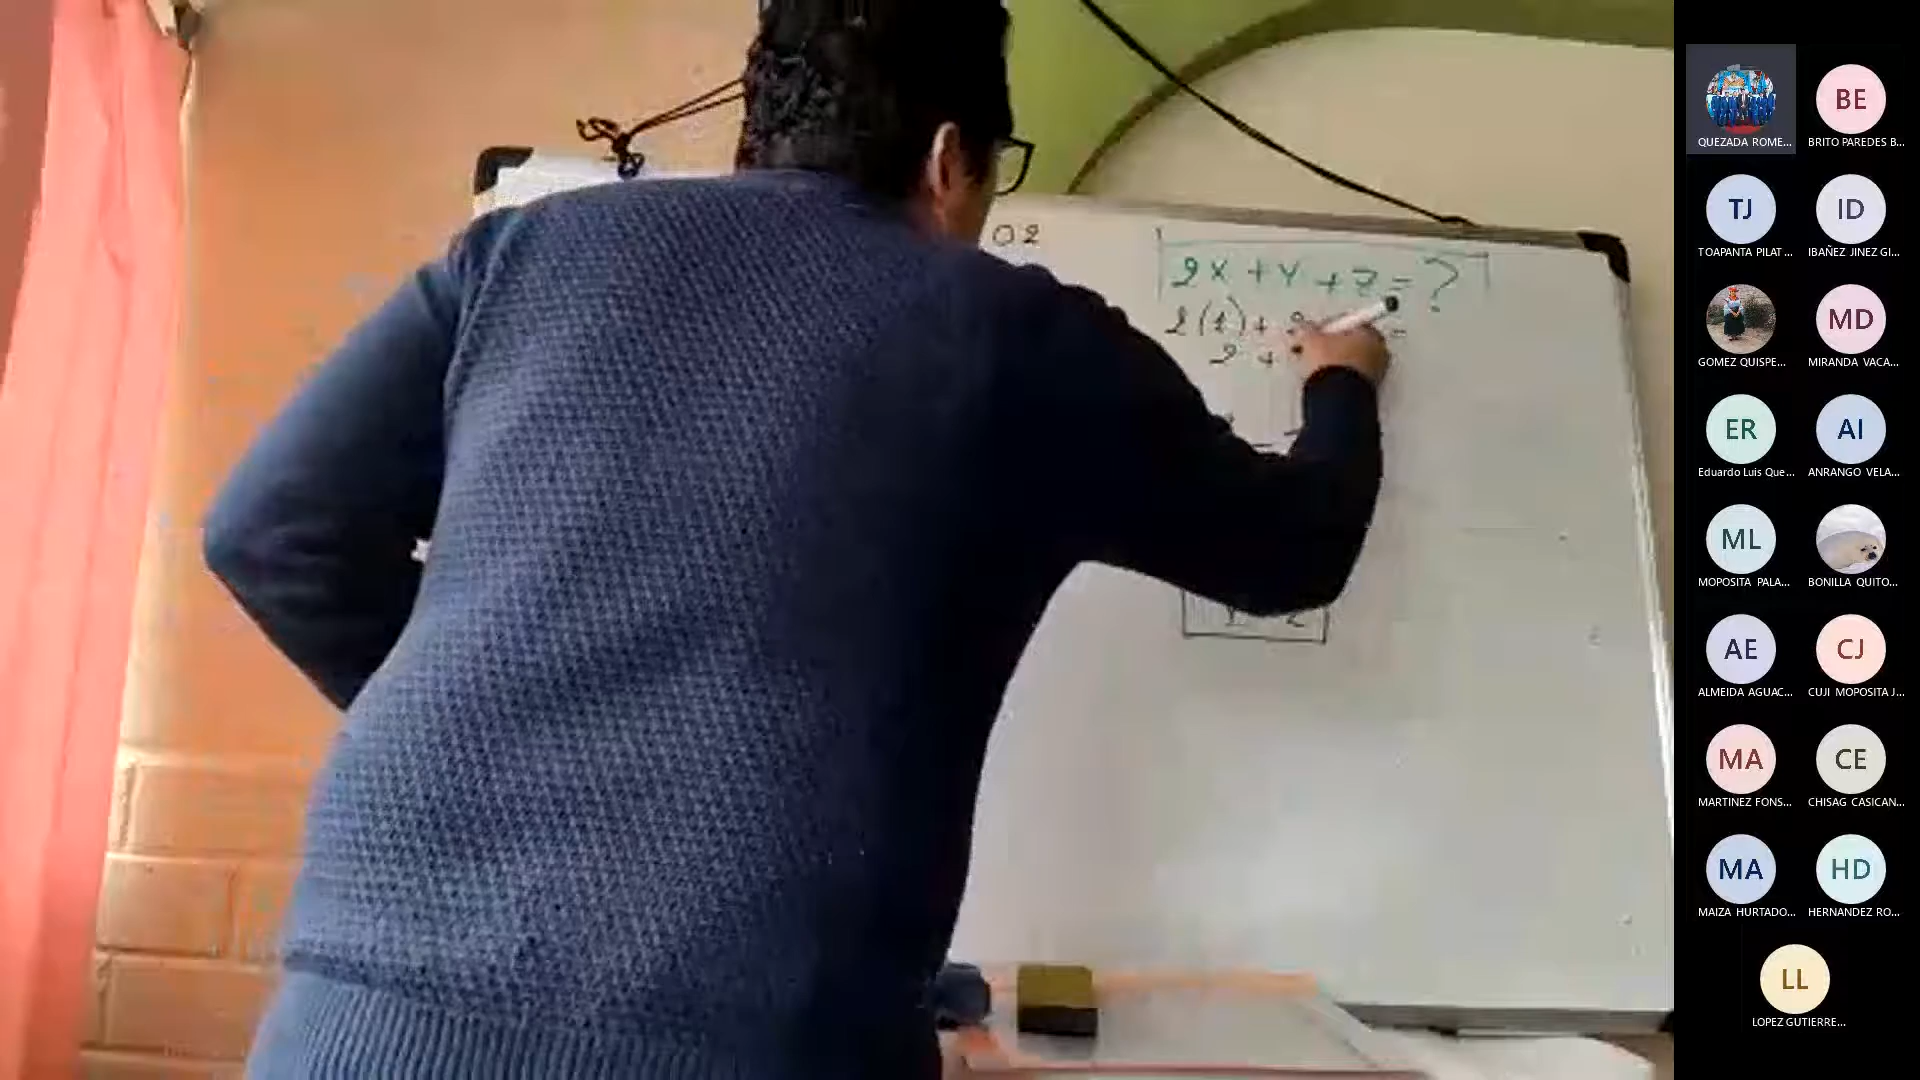 02
2X + Y + Z = ?
2(1) + 2
2 +
QUEZADA ROME...
BE
BRITO PAREDES B...
TJ
TOAPANTA PILAT...
ID
IBAÑEZ JINEZ GI...
GOMEZ QUISPE...
MD
MIRANDA VACA...
ER
Eduardo Luis Que...
AI
ANRANGO VELA...
ML
MOPOSITA PALA...
BONILLA QUITO...
AE
ALMEIDA AGUAC...
CJ
CUJI MOPOSITA J...
MA
MARTINEZ FONS...
CE
CHISAG CASICAN...
MA
MAIZA HURTADO...
HD
HERNANDEZ RO...
LL
LOPEZ GUTIERRE...